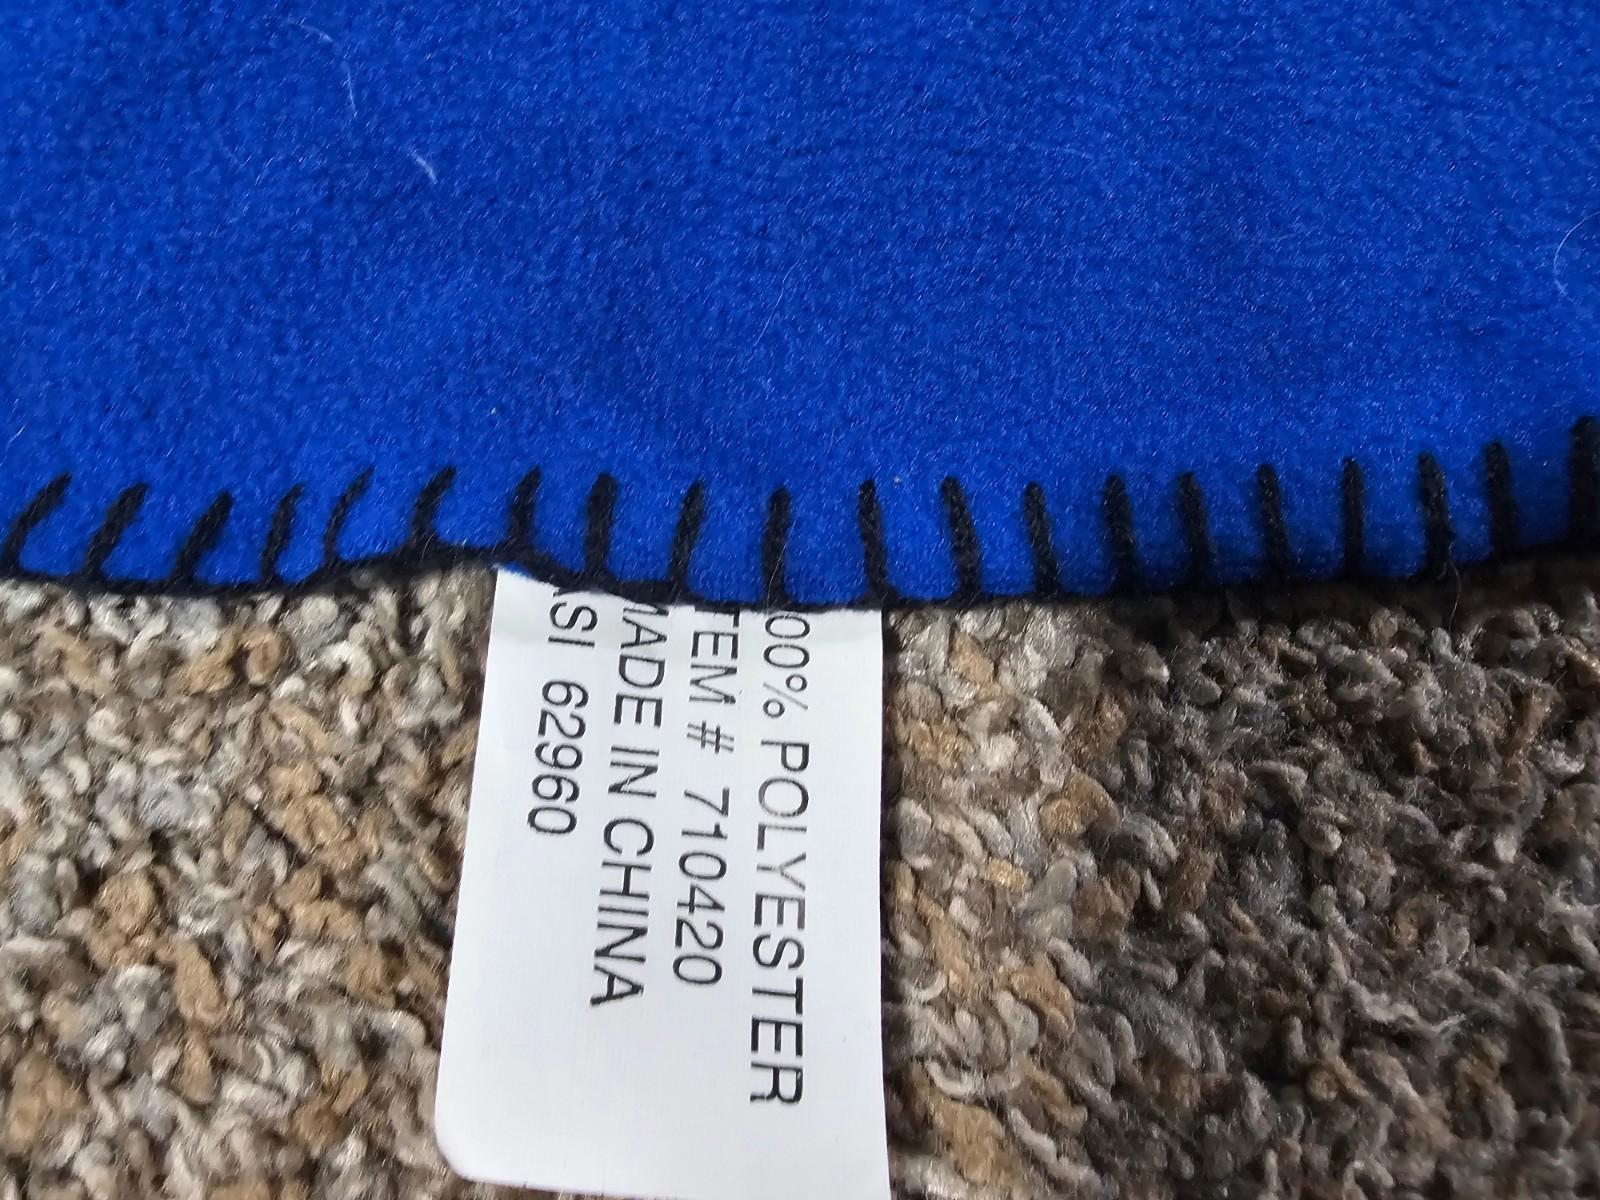 00% POLYESTER
TEM # 710420
MADE IN CHINA
SI 62960